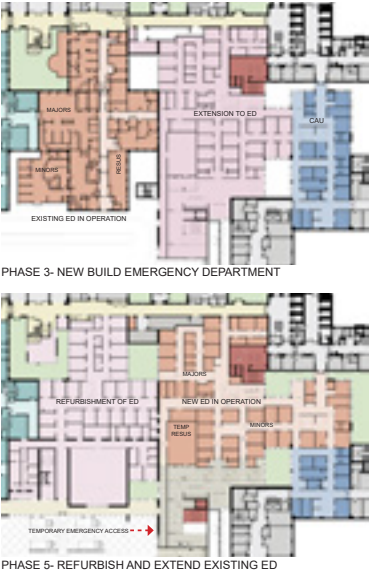 MAJORS
EXTENSION TO ED
CAU
RESUS
MINORS
EXISTING ED IN OPERATION
PHASE 3- NEW BUILD EMERGENCY DEPARTMENT
MAJORS
REFURBISHMENT OF ED
NEW ED IN OPERATION
TEMP
RESUS
MINORS
TEMPORARY EMERGENCY ACCESS
PHASE 5- REFURBISH AND EXTEND EXISTING ED